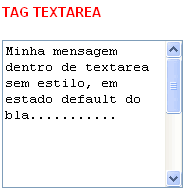 TAG TEXTAREA
Minha mensagem
dentro de textarea
sem estilo, em
estado default do
bla...........